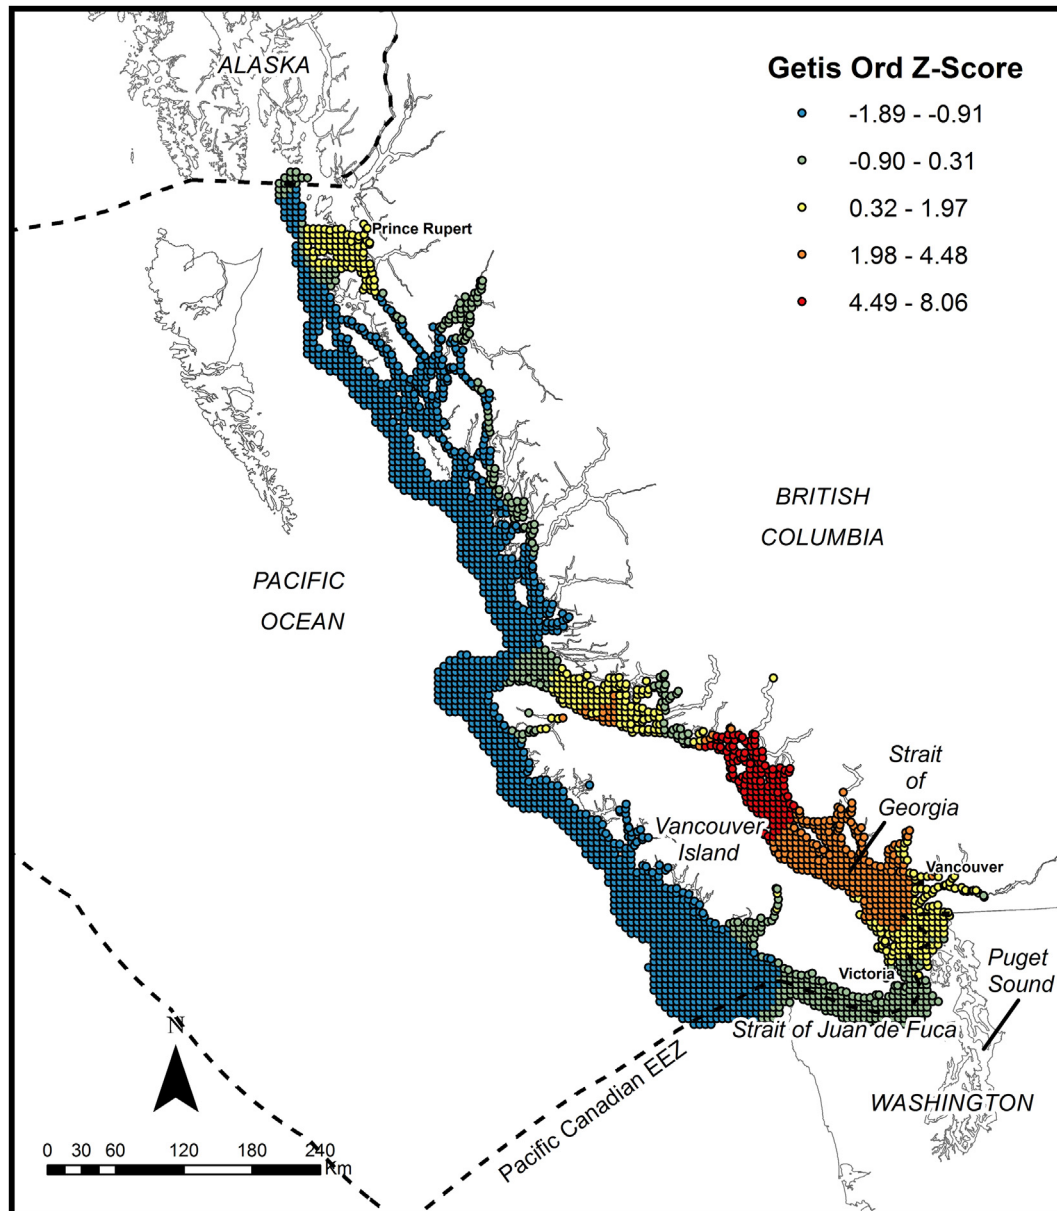 ALASKA
Getis Ord Z-Score
-1.89 - -0.91
-0.90 - 0.31
0.32 - 1.97
1.98 - 4.48
4.49 - 8.06
Prince Rupert
BRITISH
COLUMBIA
PACIFIC
OCEAN
Strait
of
Georgia
Vancouver
Island
Vancouver
Puget
Sound
Victoria
Strait of Juan de Fuca
N
Pacific Canadian EEZ
WASHINGTON
0 30 60 120 180 240
Km